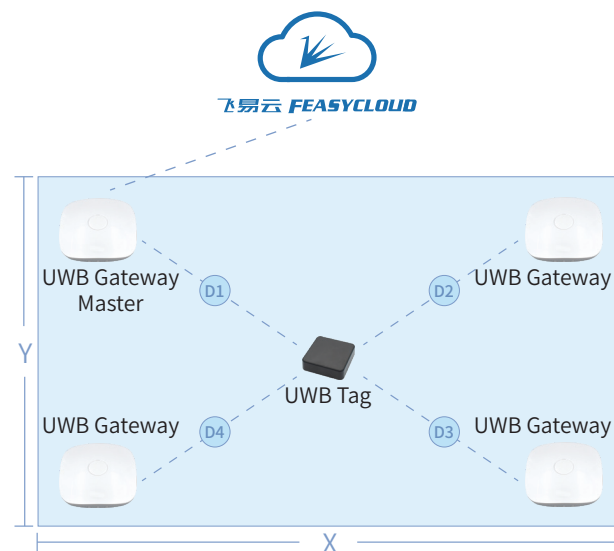 飞易云 FEASYCLOUD
UWB Gateway
Master
UWB Gateway
D1
D2
Y
UWB Tag
UWB Gateway
UWB Gateway
D4
D3
X